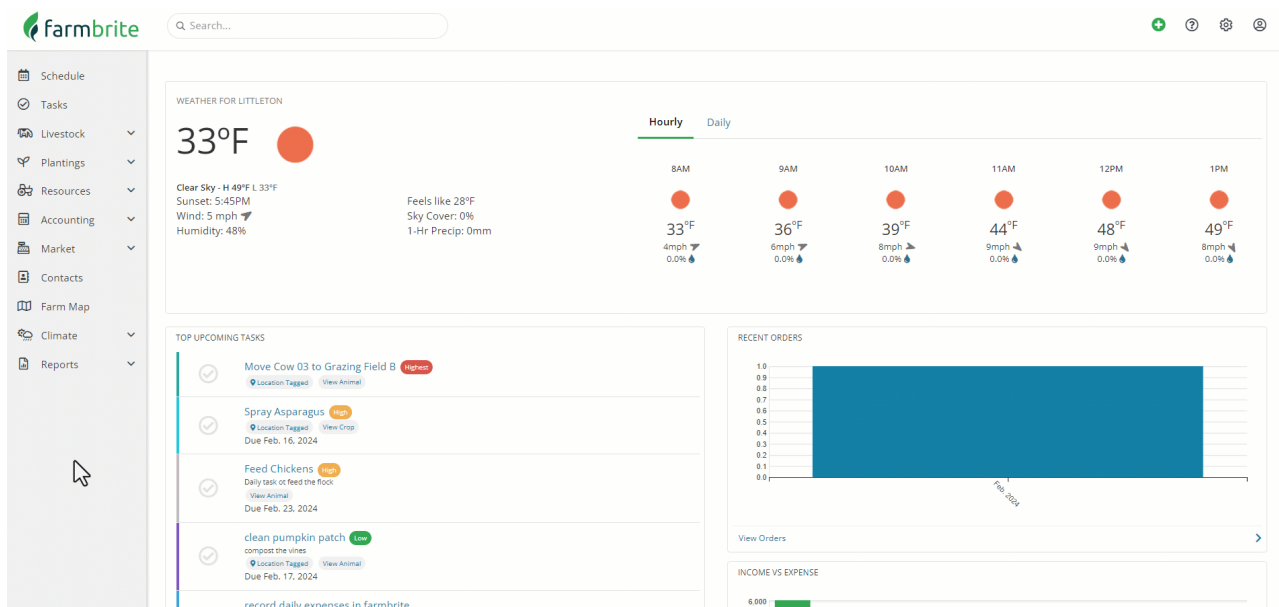 farmbrite
Search...
Schedule
Tasks
Livestock
Plantings
Resources
Accounting
Market
Contacts
Farm Map
Climate
Reports
WEATHER FOR LITTLETON
33°F
Clear Sky - H 49°F L 33°F
Sunset: 5:45PM
Wind: 5 mph
Humidity: 48%
Feels like 28°F
Sky Cover: 0%
1-Hr Precip: 0mm
Hourly Daily
8AM 9AM 10AM 11AM 12PM 1PM
33°F 36°F 39°F 44°F 48°F 49°F
4mph 6mph 8mph 9mph 9mph 8mph
0.0% 0.0% 0.0% 0.0% 0.0% 0.0%
TOP UPCOMING TASKS
Move Cow 03 to Grazing Field B Highest
Location Tagged View Animal
Spray Asparagus High
Location Tagged View Crop
Due Feb. 16, 2024
Feed Chickens High
Daily task ot feed the flock
View Animal
Due Feb. 23, 2024
clean pumpkin patch Low
compost the vines
Location Tagged View Animal
Due Feb. 17, 2024
record daily expenses in farmbrite
RECENT ORDERS
1.0
0.9
0.8
0.7
0.6
0.5
0.4
0.3
0.2
0.1
0.0
Feb. 2024
View Orders
INCOME VS EXPENSE
6,000